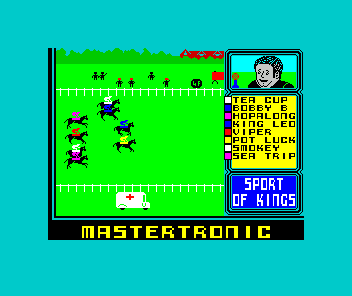 TEA CUP
BOBBY B
HOPALONG
KING LEO
VIPER
POT LUCK
SMOKEY
SEA TRIP
SPORT
OF KINGS
MASTERTRONIC